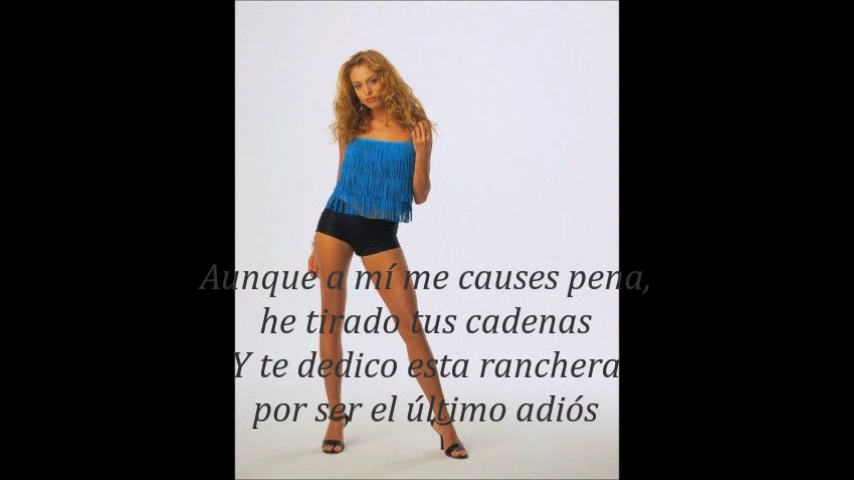 Aunque a mí me causes pena,
he tirado tus cadenas
Y te dedico esta ranchera
por ser el último adiós